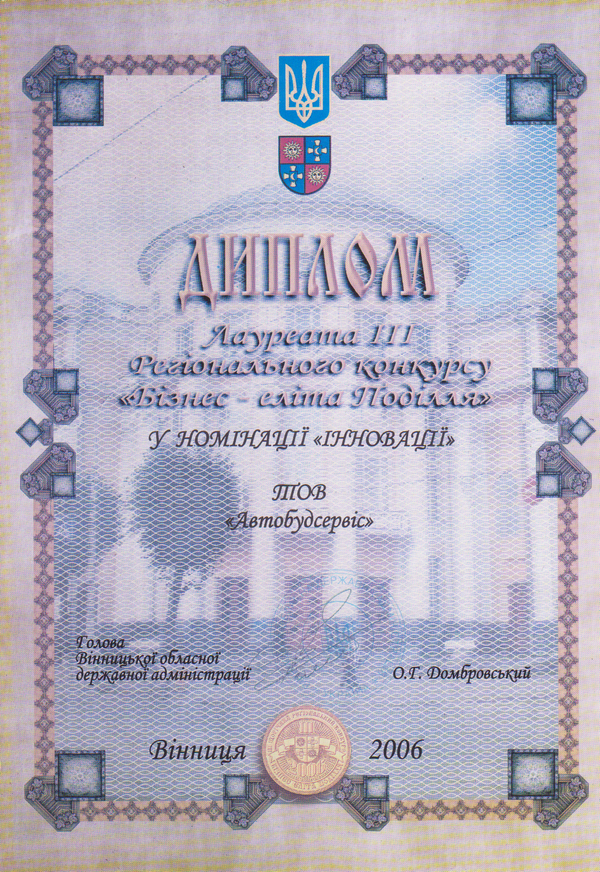 ДИПЛОМ
Лауреата III
Регіонального конкурсу
«Бізнес - еліта Поділля»
У НОМІНАЦІЇ «ІННОВАЦІЇ»
ТОВ
«Автобудсервіс»
Голова
Вінницької обласної
державної адміністрації
О.Г. Домбровський
Вінниця 2006